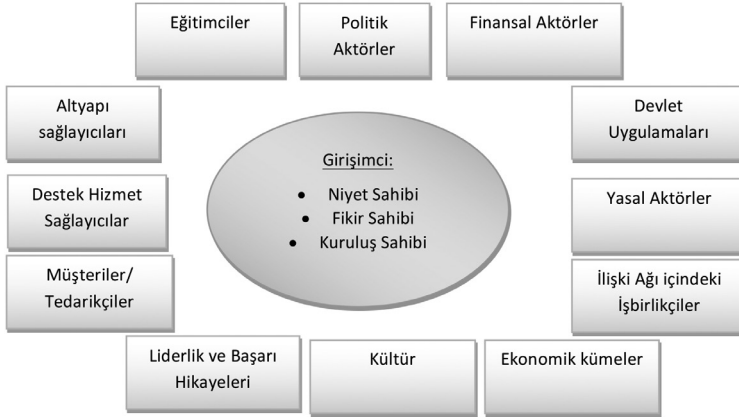 Eğitimciler
Politik
Aktörler
Finansal Aktörler
Altyapı
sağlayıcıları
Devlet
Uygulamaları
Girişimci:
• Niyet Sahibi
• Fikir Sahibi
• Kuruluş Sahibi
Destek Hizmet
Sağlayıcılar
Yasal Aktörler
Müşteriler/
Tedarikçiler
İlişki Ağı içindeki
İşbirlikçiler
Liderlik ve Başarı
Hikayeleri
Kültür
Ekonomik kümeler